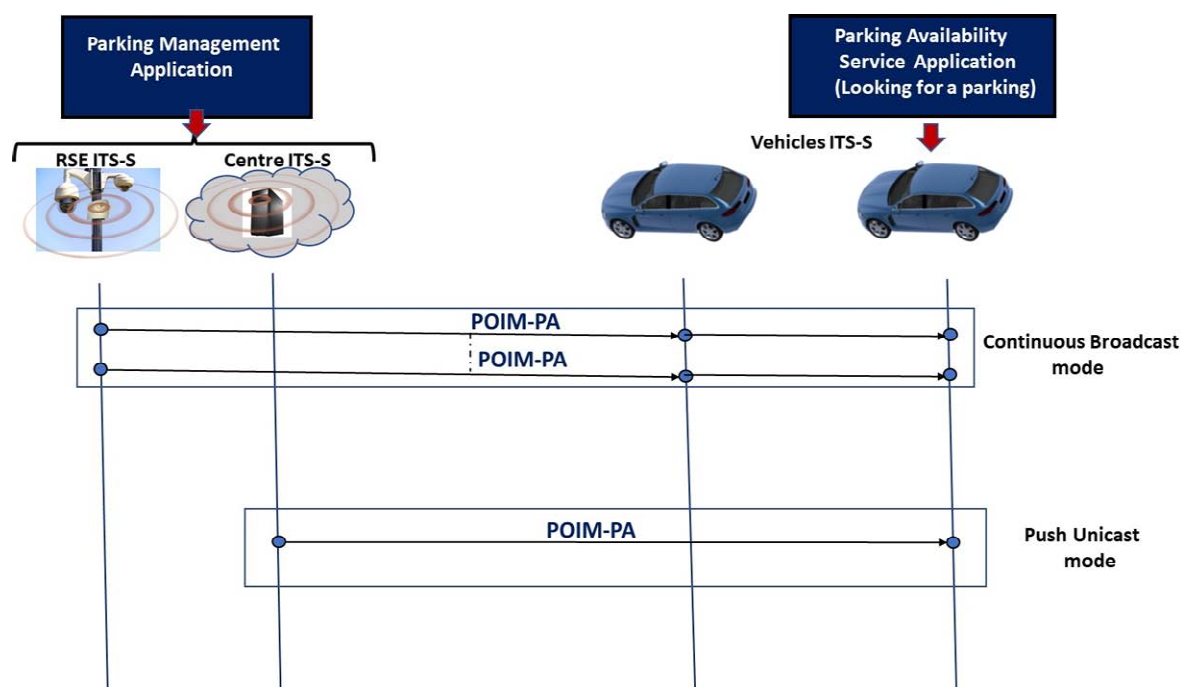 Parking Management
Application
Parking Availability
Service Application
(Looking for a parking)
RSE ITS-S
Centre ITS-S
Vehicles ITS-S
POIM-PA
POIM-PA
Continuous Broadcast
mode
POIM-PA
Push Unicast
mode